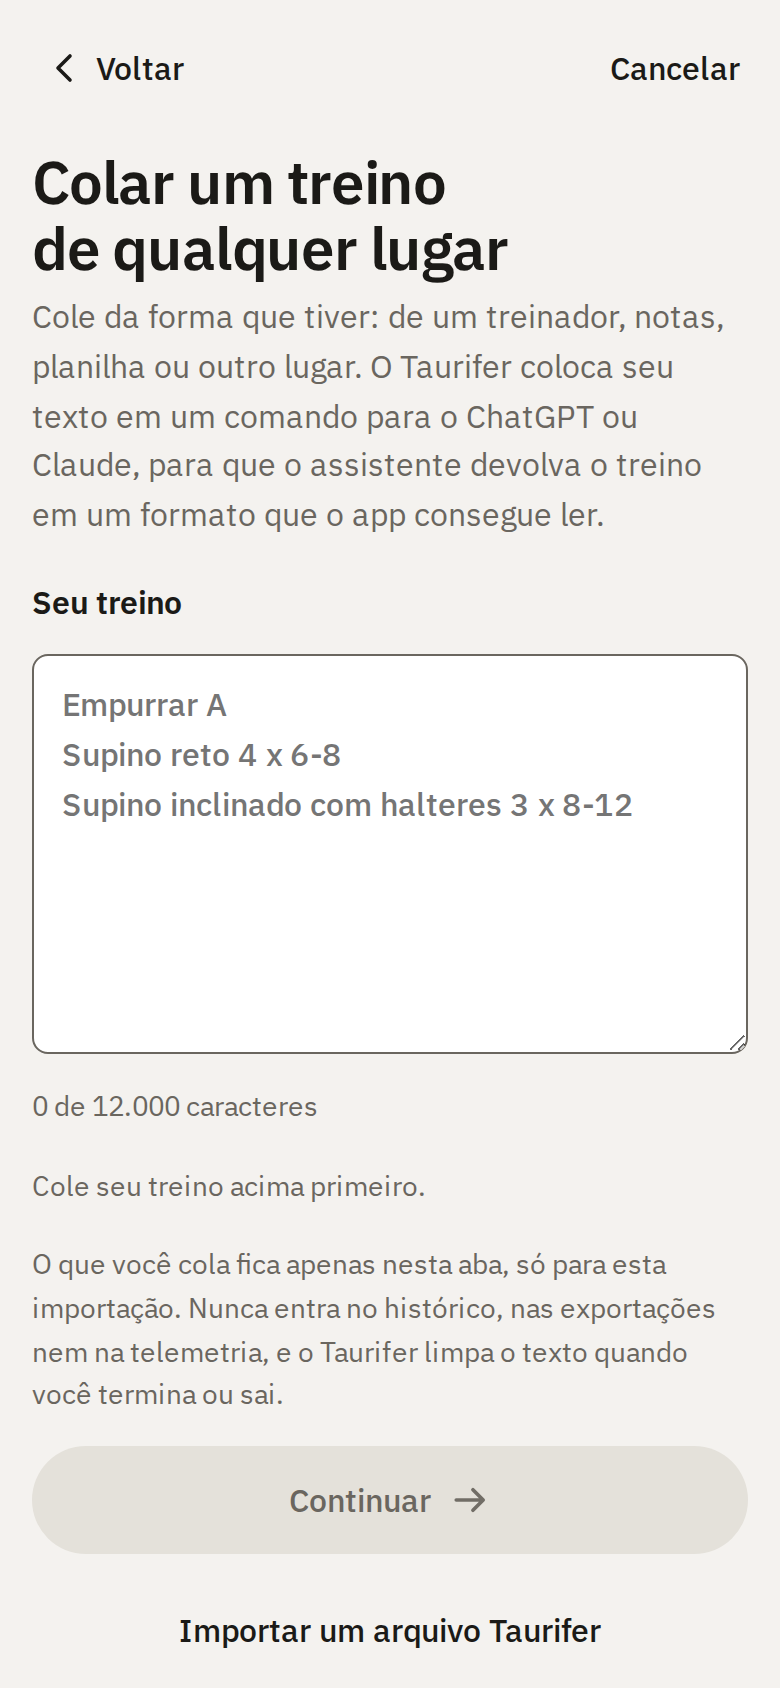 Voltar
Cancelar
Colar um treino
de qualquer lugar
Cole da forma que tiver: de um treinador, notas,
planilha ou outro lugar. O Taurifer coloca seu
texto em um comando para o ChatGPT ou
Claude, para que o assistente devolva o treino
em um formato que o app consegue ler.
Seu treino
Empurrar A
Supino reto 4 x 6-8
Supino inclinado com halteres 3 x 8-12
0 de 12.000 caracteres
Cole seu treino acima primeiro.
O que você cola fica apenas nesta aba, só para esta
importação. Nunca entra no histórico, nas exportações
nem na telemetria, e o Taurifer limpa o texto quando
você termina ou sai.
Continuar
Importar um arquivo Taurifer